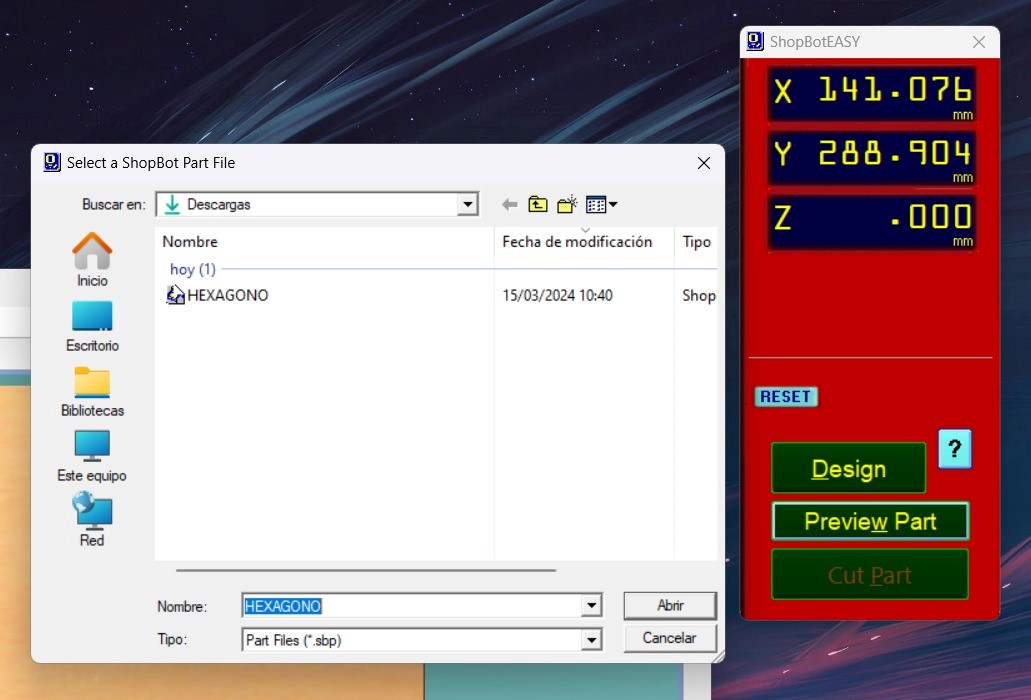 ShopBotEASY
X 141.076
mm
Y 288.904
mm
Z .000
mm
RESET
?
Design
Preview Part
Cut Part
Select a ShopBot Part File
Buscar en: Descargas
Nombre Fecha de modificación Tipo
hoy (1)
HEXAGONO 15/03/2024 10:40 Shop
Inicio
Escritorio
Bibliotecas
Este equipo
Red
Nombre: HEXAGONO Abrir
Tipo: Part Files (*.sbp) Cancelar